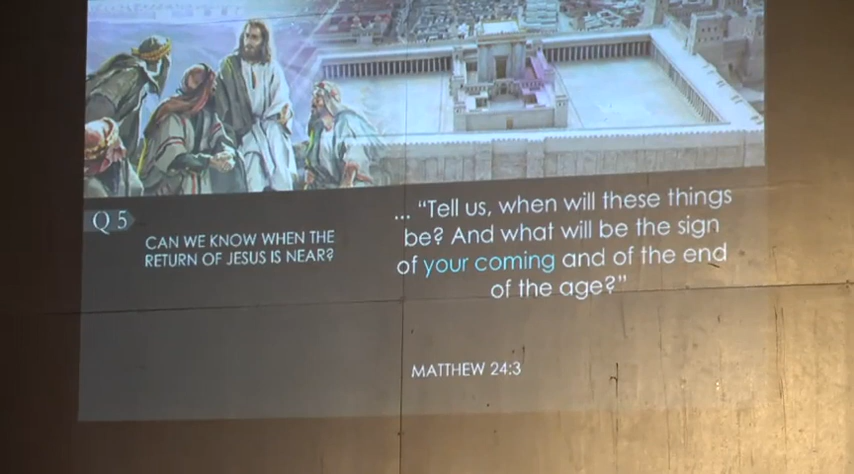 Q 5
CAN WE KNOW WHEN THE
RETURN OF JESUS IS NEAR?
... “Tell us, when will these things
be? And what will be the sign
of your coming and of the end
of the age?”
MATTHEW 24:3